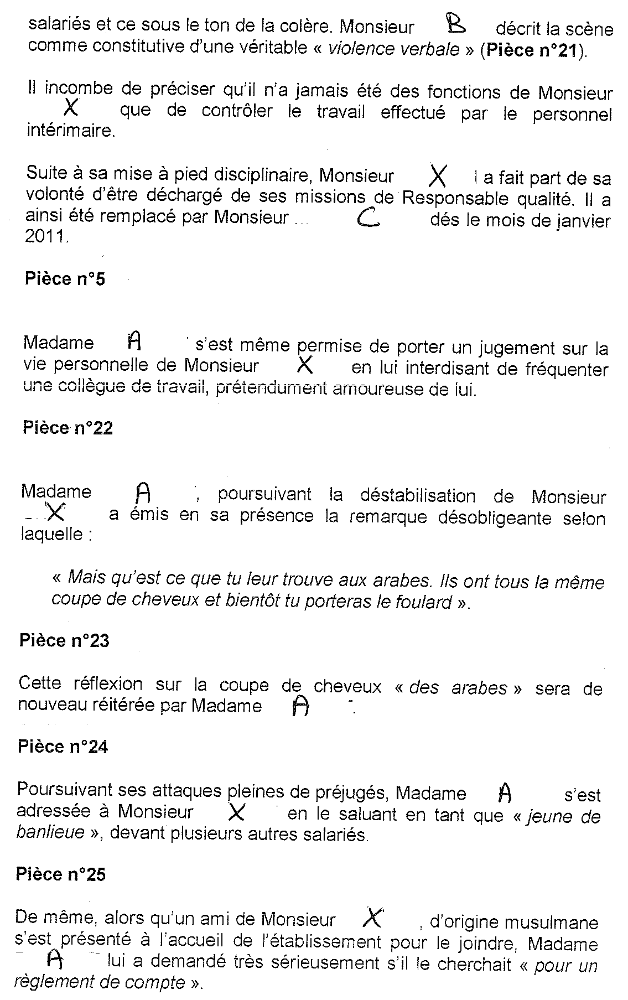 salariés et ce sous le ton de la colère. Monsieur B décrit la scène
comme constitutive d'une véritable « violence verbale » (Pièce n°21).
Il incombe de préciser qu'il n'a jamais été des fonctions de Monsieur
X que de contrôler le travail effectué par le personnel
intérimaire.
Suite à sa mise à pied disciplinaire, Monsieur X l a fait part de sa
volonté d'être déchargé de ses missions de Responsable qualité. Il a
ainsi été remplacé par Monsieur ... C dés le mois de janvier
2011.
Pièce n°5
Madame A s'est même permise de porter un jugement sur la
vie personnelle de Monsieur X en lui interdisant de fréquenter
une collègue de travail, prétendument amoureuse de lui.
Pièce n°22
Madame A , poursuivant la déstabilisation de Monsieur
X a émis en sa présence la remarque désobligeante selon
laquelle :
« Mais qu'est ce que tu leur trouve aux arabes. Ils ont tous la même
coupe de cheveux et bientôt tu porteras le foulard ».
Pièce n°23
Cette réflexion sur la coupe de cheveux « des arabes » sera de
nouveau réitérée par Madame A .
Pièce n°24
Poursuivant ses attaques pleines de préjugés, Madame A s'est
adressée à Monsieur X en le saluant en tant que « jeune de
banlieue », devant plusieurs autres salariés.
Pièce n°25
De même, alors qu'un ami de Monsieur X , d'origine musulmane
s'est présenté à l'accueil de l'établissement pour le joindre, Madame
A lui a demandé très sérieusement s'il le cherchait « pour un
règlement de compte ».